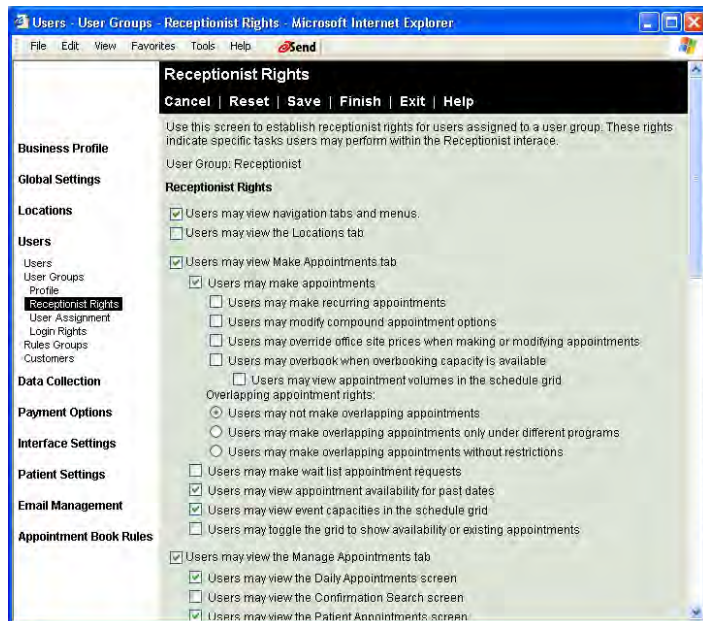 Users - User Groups - Receptionist Rights - Microsoft Internet Explorer
File Edit View Favorites Tools Help Send
Receptionist Rights
Cancel | Reset | Save | Finish | Exit | Help
Use this screen to establish receptionist rights for users assigned to a user group. These rights
indicate specific tasks users may perform within the Receptionist interace.
User Group: Receptionist
Receptionist Rights
Users may view navigation tabs and menus.
Users may view the Locations tab
Users may view Make Appointments tab
Users may make appointments
Users may make recurring appointments
Users may modify compound appointment options
Users may override office site prices when making or modifying appointments
Users may overbook when overbooking capacity is available
Users may view appointment volumes in the schedule grid
Overlapping appointment rights:
Users may not make overlapping appointments
Users may make overlapping appointments only under different programs
Users may make overlapping appointments without restrictions
Users may make wait list appointment requests
Users may view appointment availability for past dates
Users may view event capacities in the schedule grid
Users may toggle the grid to show availability or existing appointments
Users may view the Manage Appointments tab
Users may view the Daily Appointments screen
Users may view the Confirmation Search screen
Users may view the Patient Appointments screen
Business Profile
Global Settings
Locations
Users
Users
User Groups
Profile
Receptionist Rights
User Assignment
Login Rights
Rules Groups
Customers
Data Collection
Payment Options
Interface Settings
Patient Settings
Email Management
Appointment Book Rules